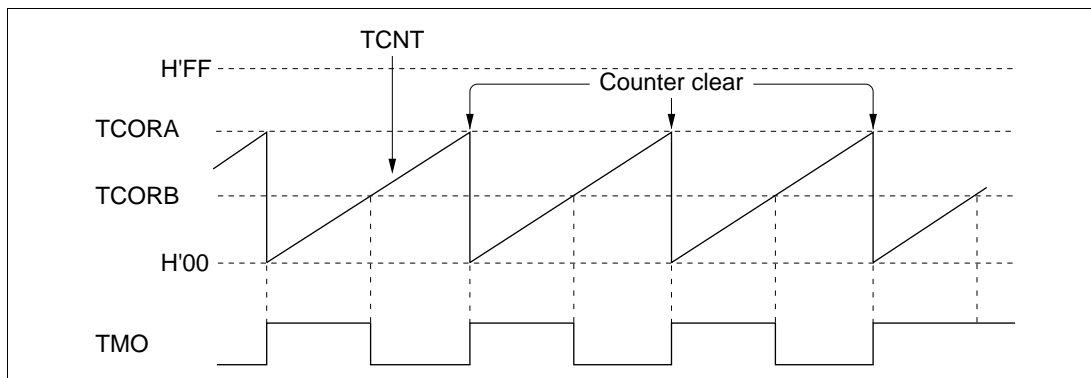 TCNT
H'FF
Counter clear
TCORA
TCORB
H'00
TMO